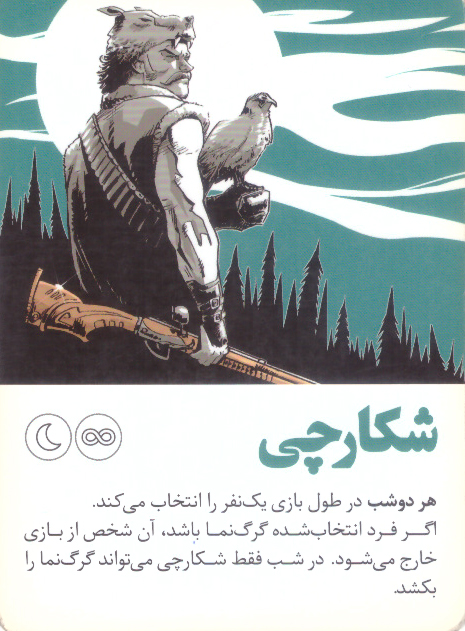 شکارچی
هر دوشب در طول بازی یک‌نفر را انتخاب می‌کند.
اگر فرد انتخاب‌شده گرگ‌نما باشد، آن شخص از بازی
خارج می‌شود. در شب فقط شکارچی می‌تواند گرگ‌نما را
بکشد.